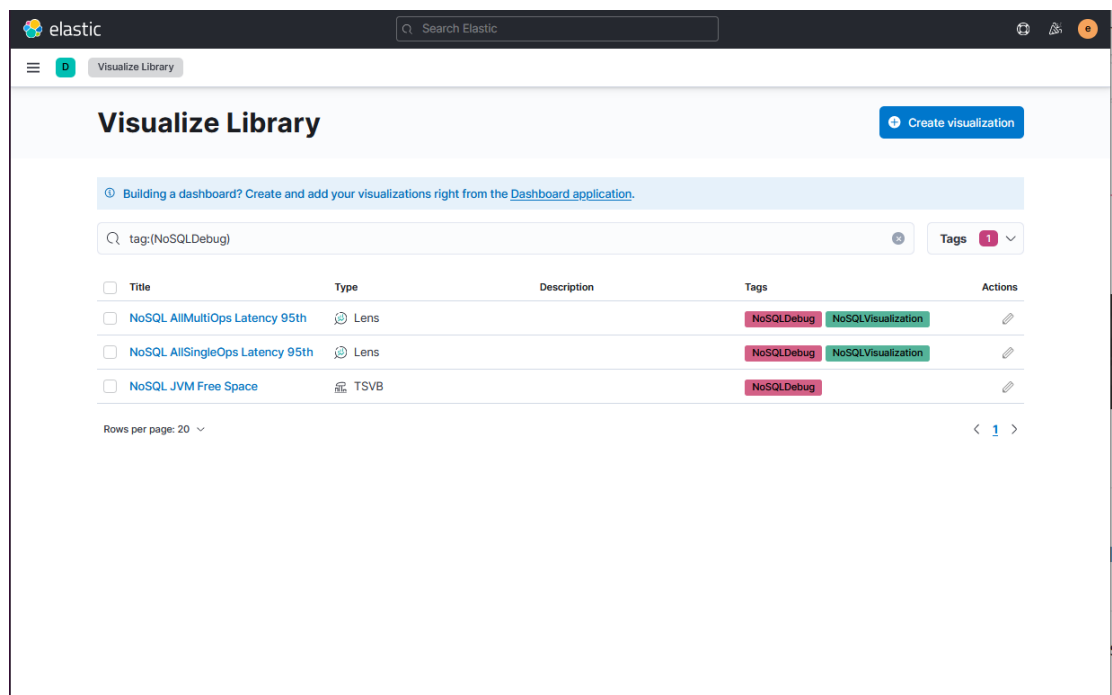 elastic
Search Elastic
e
D
Visualize Library
Visualize Library
Create visualization
Building a dashboard? Create and add your visualizations right from the Dashboard application.
tag:(NoSQLDebug)
Tags 1
Title Type Description Tags Actions
NoSQL AllMultiOps Latency 95th Lens NoSQLDebug NoSQLVisualization
NoSQL AllSingleOps Latency 95th Lens NoSQLDebug NoSQLVisualization
NoSQL JVM Free Space TSVB NoSQLDebug
Rows per page: 20
1